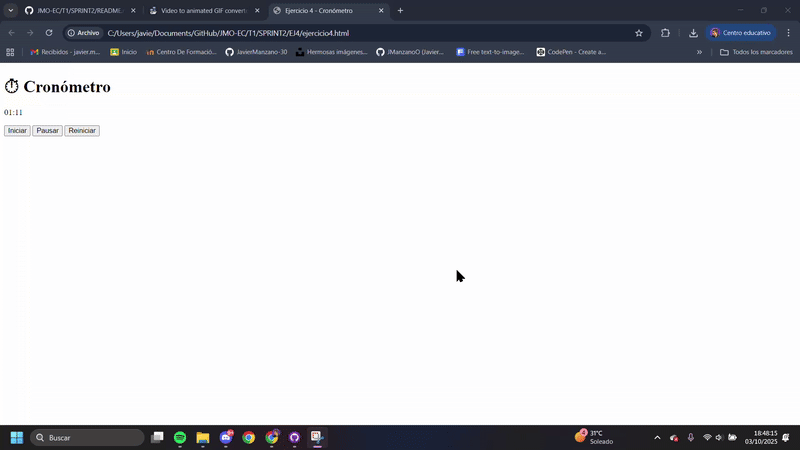 JMO-EC/T1/SPRINT2/README.
Video to animated GIF convert
Ejercicio 4 - Cronómetro
Archivo
C:/Users/javie/Documents/GitHub/JMO-EC/T1/SPRINT2/EJ4/ejercicio4.html
Centro educativo
Recibidos - javier.m...
Inicio
Centro De Formació...
JavierManzano-30
Hermosas imágenes...
JManzanoO (Javier...
Free text-to-image...
CodePen - Create a...
»
Todos los marcadores
Cronómetro
01:11
Iniciar
Pausar
Reiniciar
Buscar
31°C
Soleado
18:48:15
03/10/2025